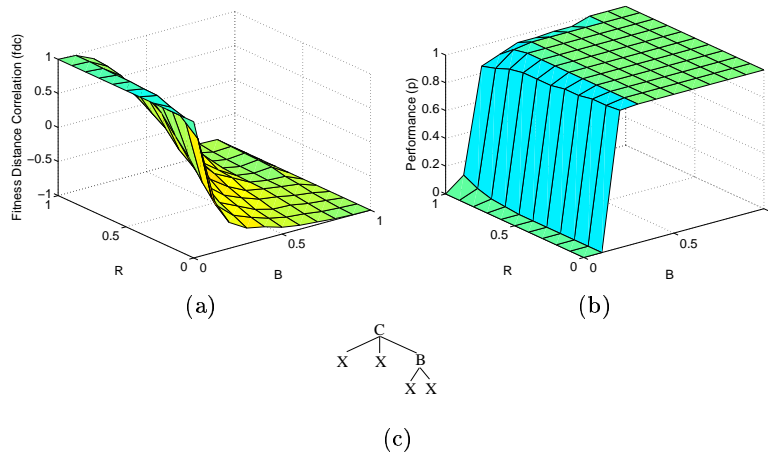 Fitness Distance Correlation (fdc)
1
0.5
0
−0.5
−1
1
0.5
0
R
0
0.5
1
B
(a)
Performance (p)
1
0.8
0.6
0.4
0.2
0
1
0.5
0
R
0
0.5
B
(b)
C
X X B
X X
(c)